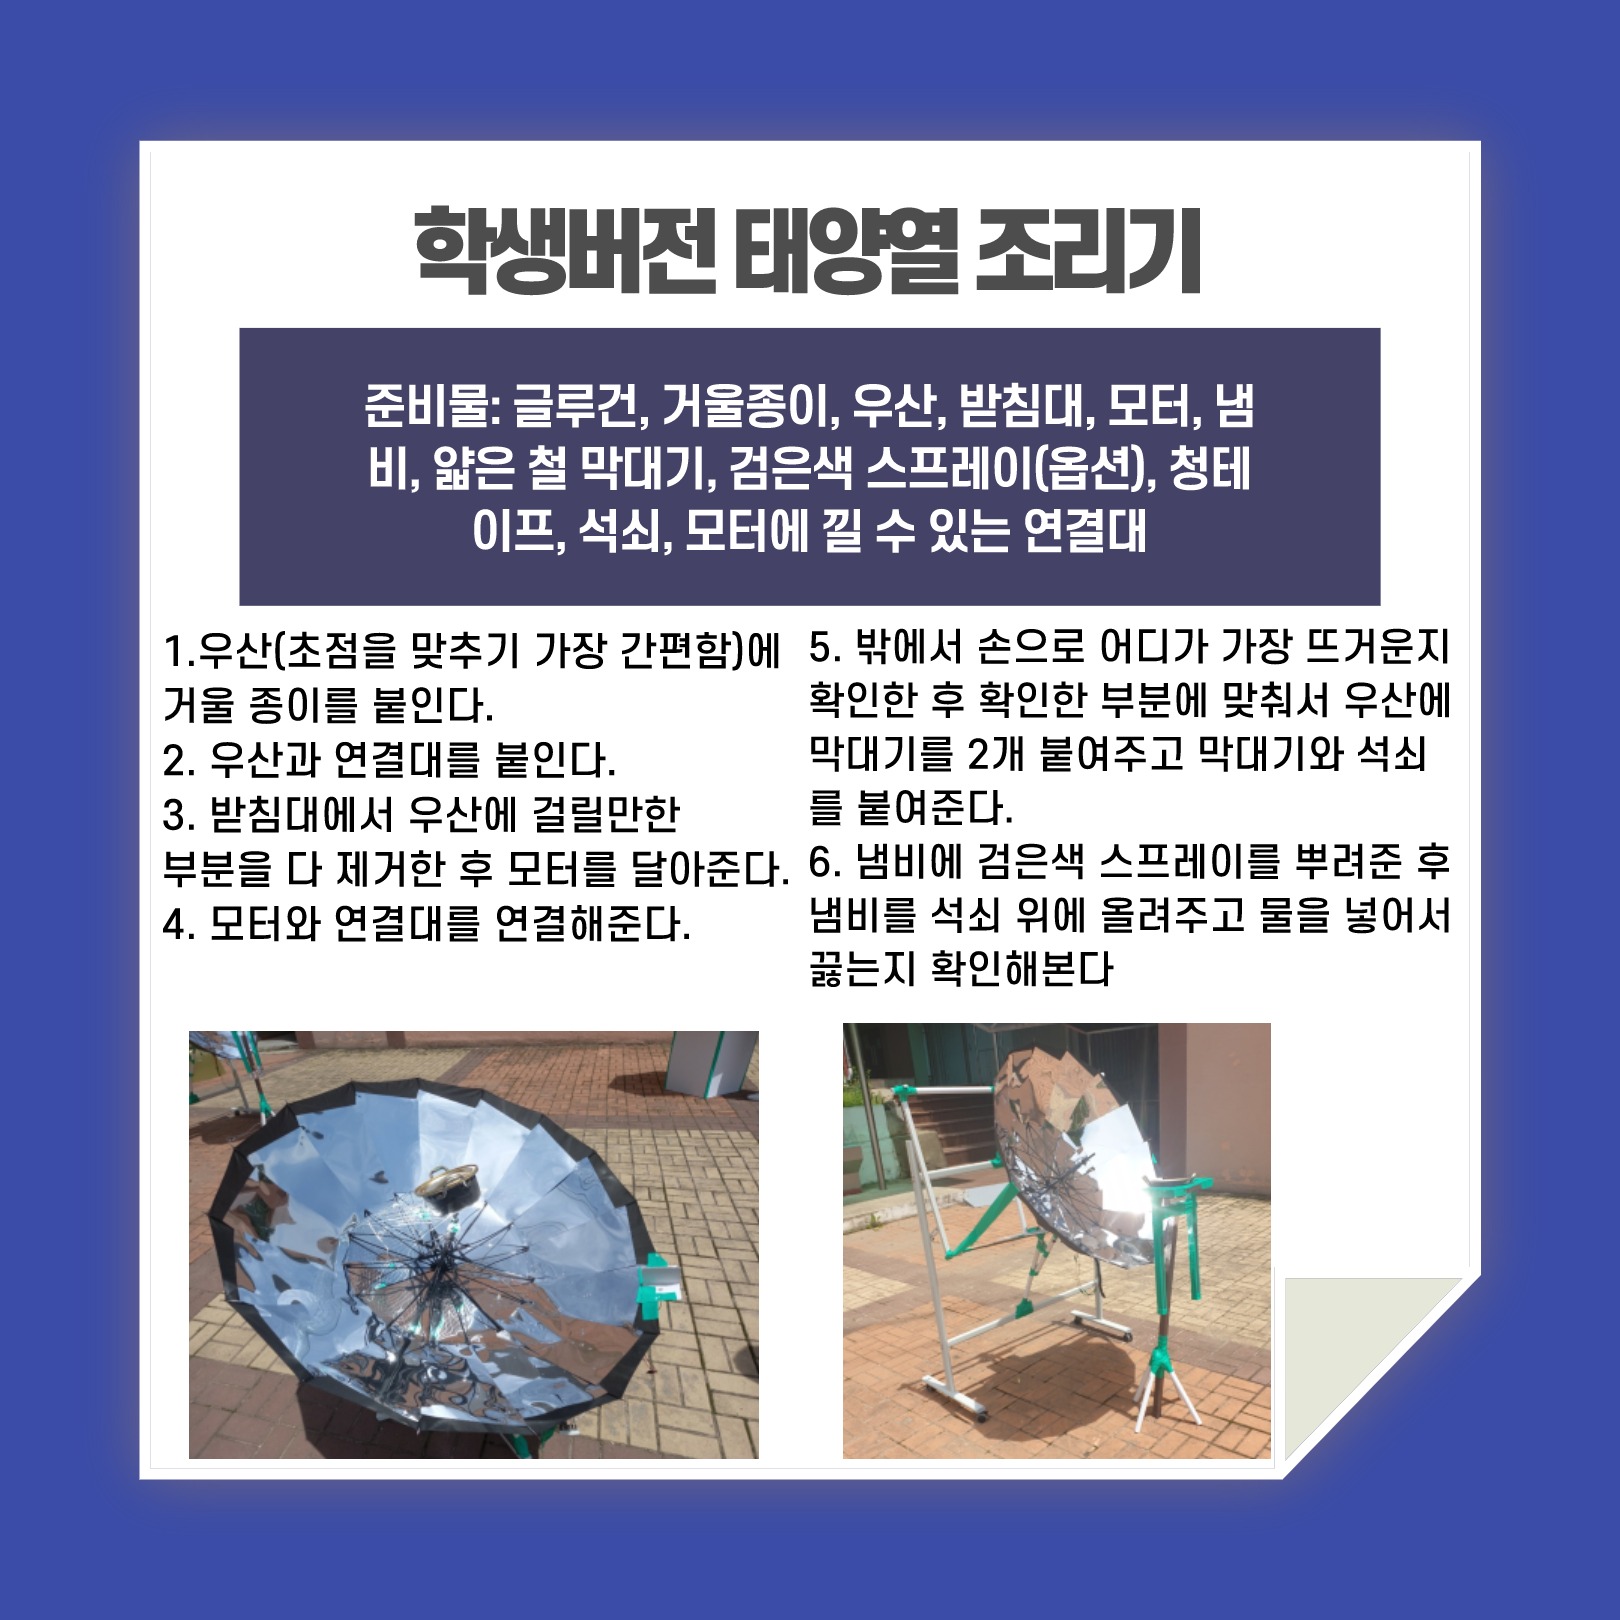 학생버전 태양열 조리기
준비물: 글루건, 거울종이, 우산, 받침대, 모터, 냄
비, 얇은 철 막대기, 검은색 스프레이(옵션), 청테
이프, 석쇠, 모터에 낄 수 있는 연결대
1.우산(초점을 맞추기 가장 간편함)에
거울 종이를 붙인다.
2. 우산과 연결대를 붙인다.
3. 받침대에서 우산에 걸릴만한
부분을 다 제거한 후 모터를 달아준다.
4. 모터와 연결대를 연결해준다.
5. 밖에서 손으로 어디가 가장 뜨거운지
확인한 후 확인한 부분에 맞춰서 우산에
막대기를 2개 붙여주고 막대기와 석쇠
를 붙여준다.
6. 냄비에 검은색 스프레이를 뿌려준 후
냄비를 석쇠 위에 올려주고 물을 넣어서
끓는지 확인해본다